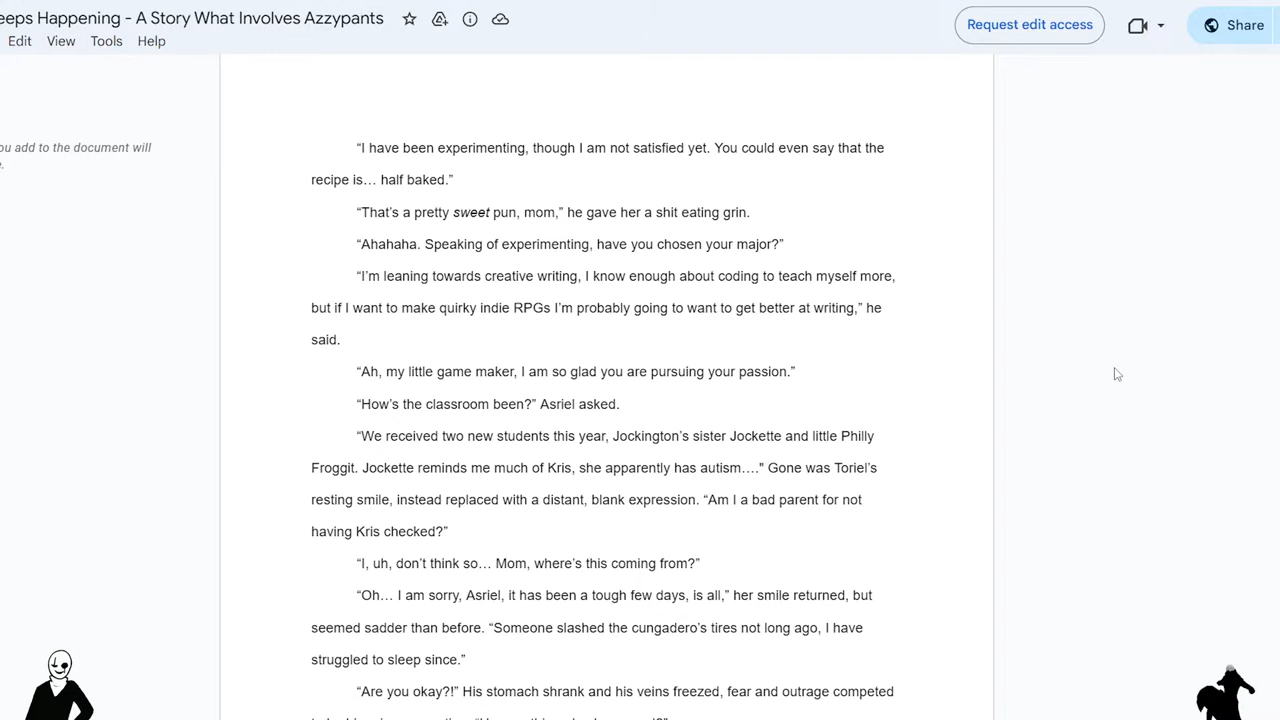 eeps Happening - A Story What Involves Azzypants
Request edit access
Share
Edit View Tools Help
ou add to the document will
“I have been experimenting, though I am not satisfied yet. You could even say that the
recipe is… half baked.”
“That’s a pretty sweet pun, mom,” he gave her a shit eating grin.
“Ahahaha. Speaking of experimenting, have you chosen your major?”
“I’m leaning towards creative writing, I know enough about coding to teach myself more,
but if I want to make quirky indie RPGs I’m probably going to want to get better at writing,” he
said.
“Ah, my little game maker, I am so glad you are pursuing your passion.”
“How’s the classroom been?” Asriel asked.
“We received two new students this year, Jockington’s sister Jockette and little Philly
Froggit. Jockette reminds me much of Kris, she apparently has autism…." Gone was Toriel’s
resting smile, instead replaced with a distant, blank expression. “Am I a bad parent for not
having Kris checked?”
“I, uh, don’t think so… Mom, where’s this coming from?”
“Oh… I am sorry, Asriel, it has been a tough few days, is all,” her smile returned, but
seemed sadder than before. “Someone slashed the cungadero’s tires not long ago, I have
struggled to sleep since.”
“Are you okay?!” His stomach shrank and his veins freezed, fear and outrage competed